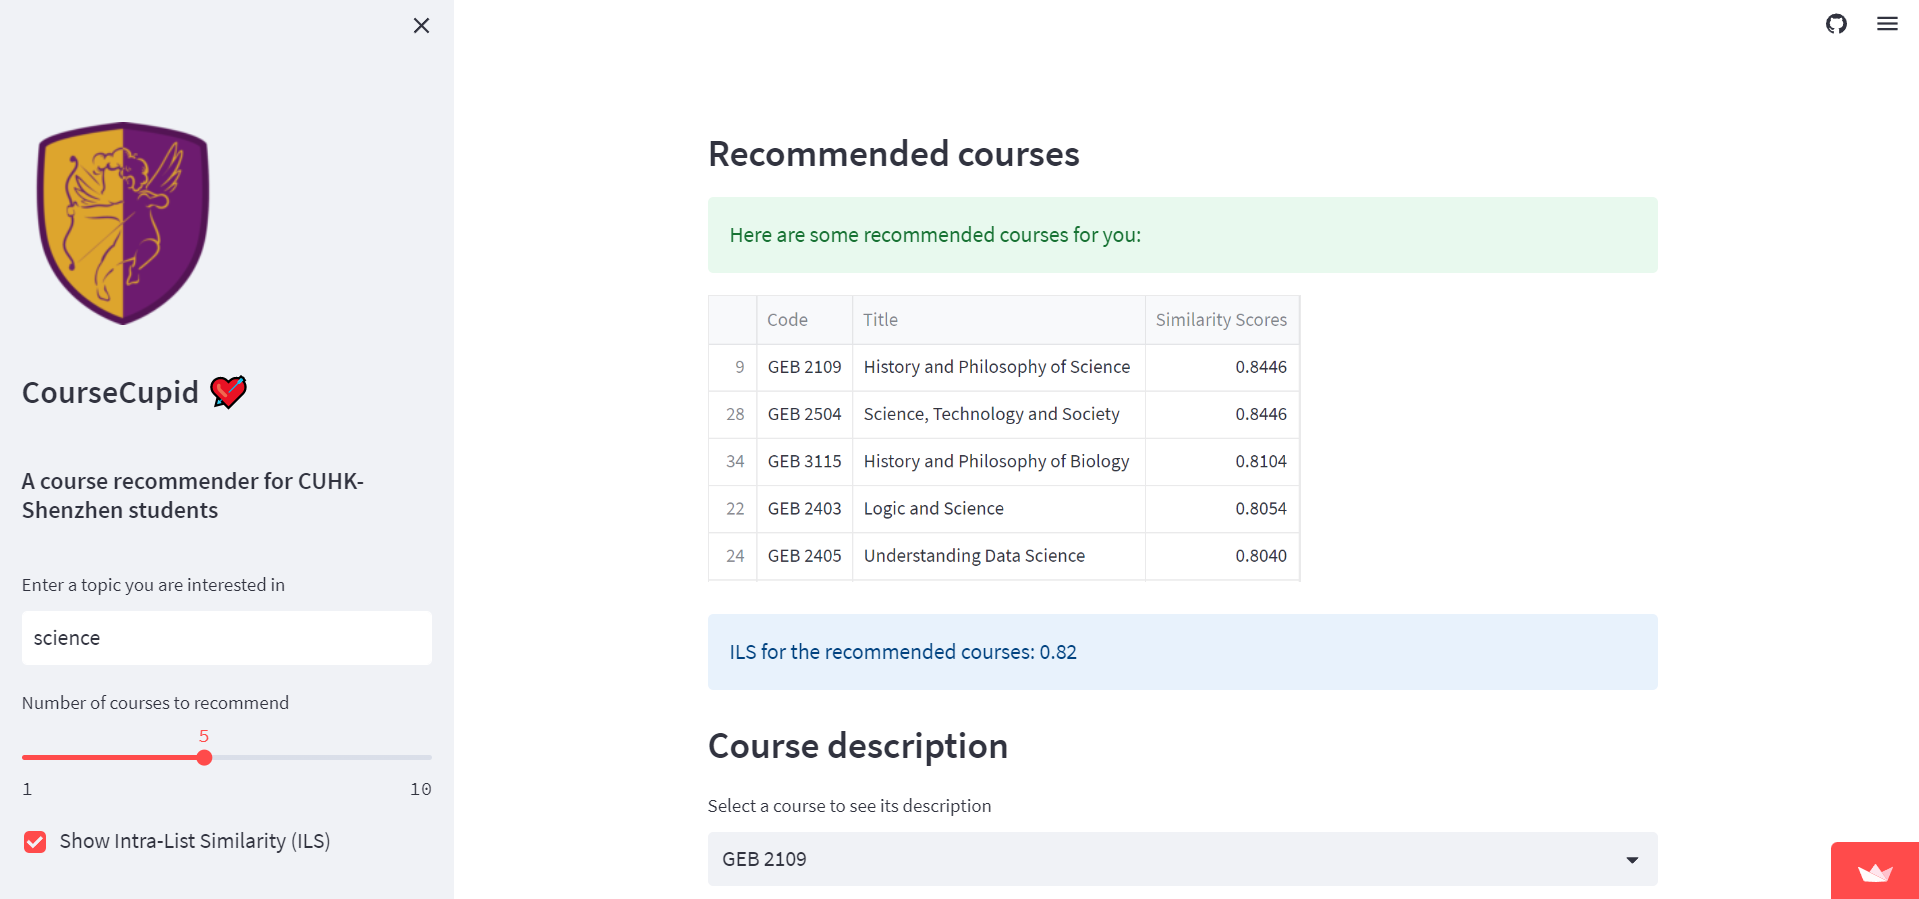 CourseCupid
A course recommender for CUHK-
Shenzhen students
Enter a topic you are interested in
science
Number of courses to recommend
5
1 10
Show Intra-List Similarity (ILS)
Recommended courses
Here are some recommended courses for you:
Code Title Similarity Scores
9 GEB 2109 History and Philosophy of Science 0.8446
28 GEB 2504 Science, Technology and Society 0.8446
34 GEB 3115 History and Philosophy of Biology 0.8104
22 GEB 2403 Logic and Science 0.8054
24 GEB 2405 Understanding Data Science 0.8040
ILS for the recommended courses: 0.82
Course description
Select a course to see its description
GEB 2109